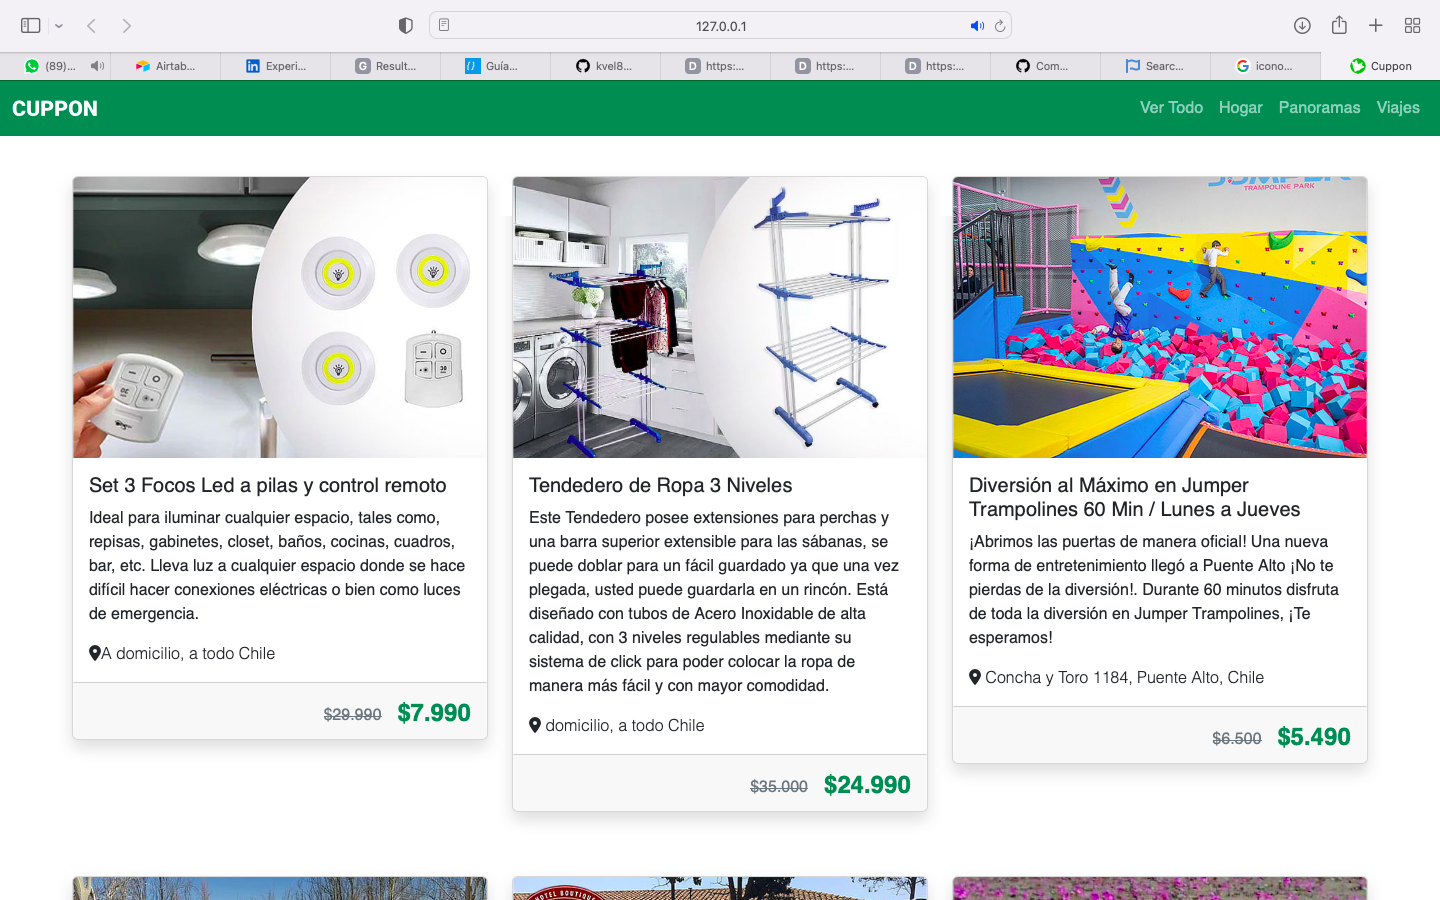 127.0.0.1
(89)...
Airtab...
Experi...
Result...
Guía...
kvel8...
https:...
https:...
https:...
Com...
Searc...
icono...
Cuppon
CUPPON
Ver Todo
Hogar
Panoramas
Viajes
Set 3 Focos Led a pilas y control remoto
Ideal para iluminar cualquier espacio, tales como,
repisas, gabinetes, closet, baños, cocinas, cuadros,
bar, etc. Lleva luz a cualquier espacio donde se hace
difícil hacer conexiones eléctricas o bien como luces
de emergencia.
A domicilio, a todo Chile
$29.990 $7.990
Tendedero de Ropa 3 Niveles
Este Tendedero posee extensiones para perchas y
una barra superior extensible para las sábanas, se
puede doblar para un fácil guardado ya que una vez
plegada, usted puede guardarla en un rincón. Está
diseñado con tubos de Acero Inoxidable de alta
calidad, con 3 niveles regulables mediante su
sistema de click para poder colocar la ropa de
manera más fácil y con mayor comodidad.
domicilio, a todo Chile
$35.000 $24.990
JUMPER
TRAMPOLINE PARK
Diversión al Máximo en Jumper
Trampolines 60 Min / Lunes a Jueves
¡Abrimos las puertas de manera oficial! Una nueva
forma de entretenimiento llegó a Puente Alto ¡No te
pierdas de la diversión!. Durante 60 minutos disfruta
de toda la diversión en Jumper Trampolines, ¡Te
esperamos!
Concha y Toro 1184, Puente Alto, Chile
$6.500 $5.490
HOTEL BOUTIQUE